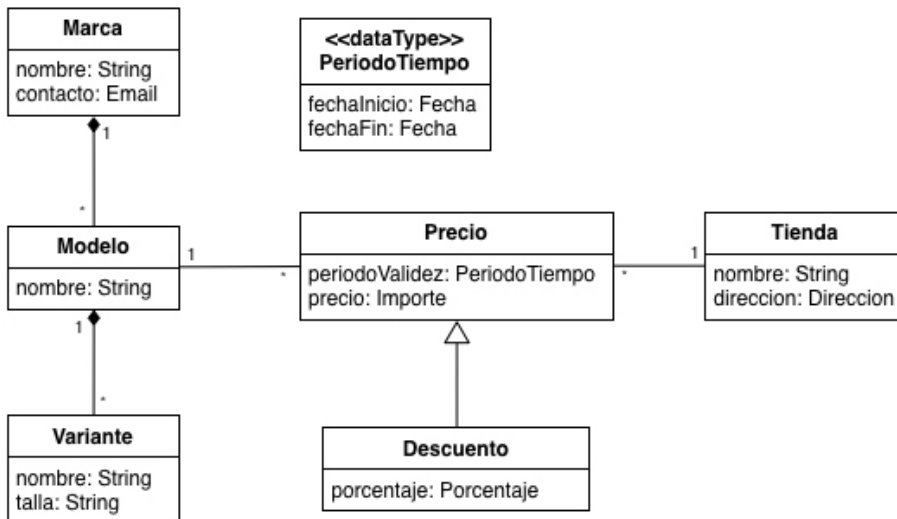 Marca
nombre: String
contacto: Email
<<dataType>>
PeriodoTiempo
fechaInicio: Fecha
fechaFin: Fecha
1
*
Modelo
nombre: String
1
*
Precio
periodoValidez: PeriodoTiempo
precio: Importe
*
1
Tienda
nombre: String
direccion: Direccion
1
*
Variante
nombre: String
talla: String
Descuento
porcentaje: Porcentaje